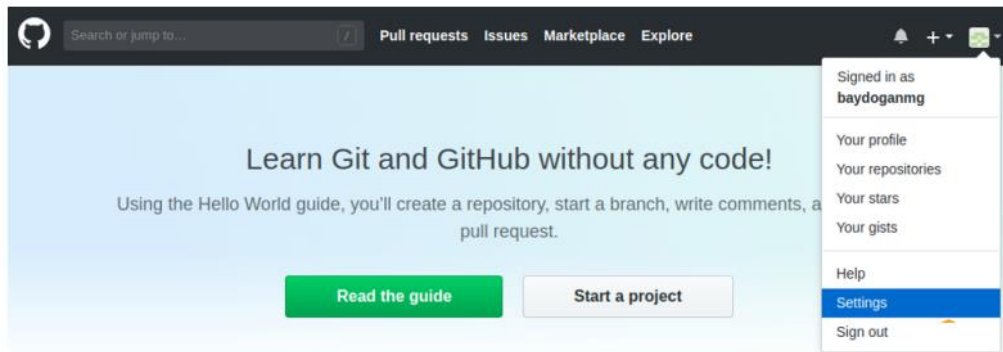 Search or jump to... /
Pull requests Issues Marketplace Explore
Signed in as
baydoganmg
Your profile
Your repositories
Your stars
Your gists
Help
Settings
Sign out
Learn Git and GitHub without any code!
Using the Hello World guide, you’ll create a repository, start a branch, write comments, a
pull request.
Read the guide Start a project